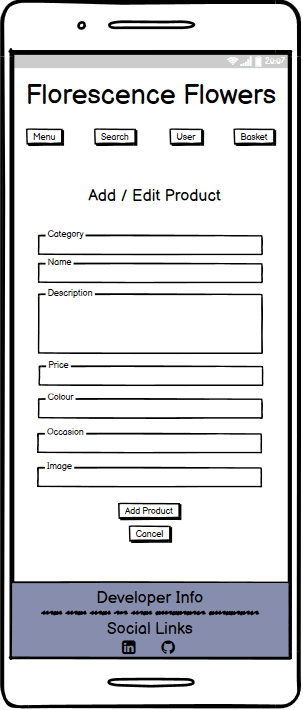 20:07
Florescence Flowers
Menu Search User Basket
Add / Edit Product
Category
Name
Description
Price
Colour
Occasion
Image
Add Product
Cancel
Developer Info
Social Links
in